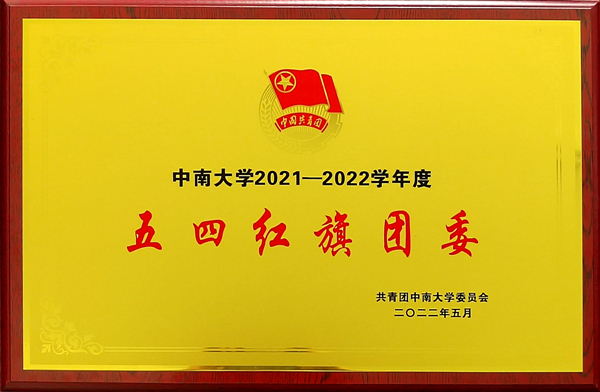 中国共青团
中南大学2021—2022学年度
五四红旗团委
共青团中南大学委员会
二〇二二年五月